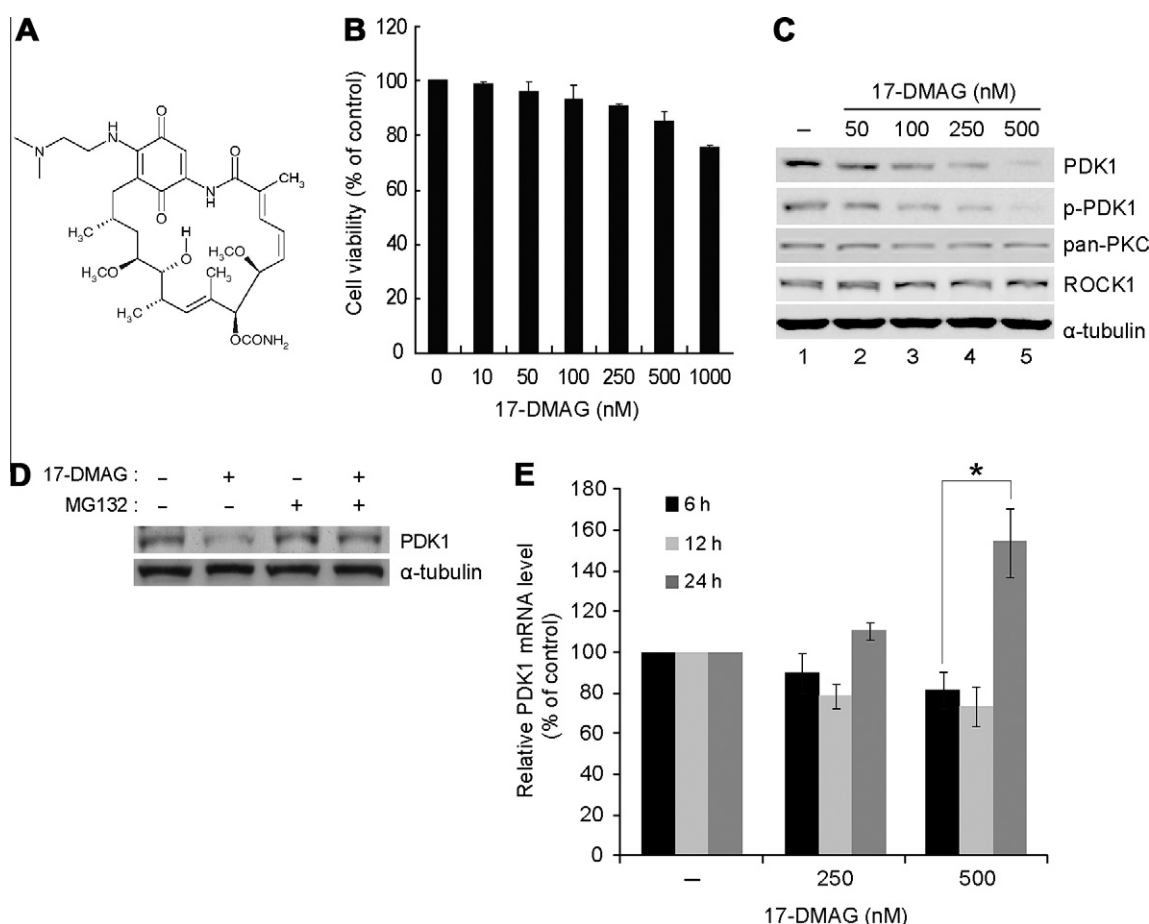 A
O
H
N
N
O
O
NH
CH₃
H₃C
H
O
H₃CO
H₃CO
CH₃
H₃C
OCONH₂
B
Cell viability (% of control)
120
100
80
60
40
20
0
0 10 50 100 250 500 1000
17-DMAG (nM)
C
17-DMAG (nM)
– 50 100 250 500
PDK1
p-PDK1
pan-PKC
ROCK1
α-tubulin
1 2 3 4 5
D
17-DMAG : – + – +
MG132 : – – + +
PDK1
α-tubulin
E
Relative PDK1 mRNA level
(% of control)
180
160
140
120
100
80
60
40
20
0
6 h
12 h
24 h
*
– 250 500
17-DMAG (nM)